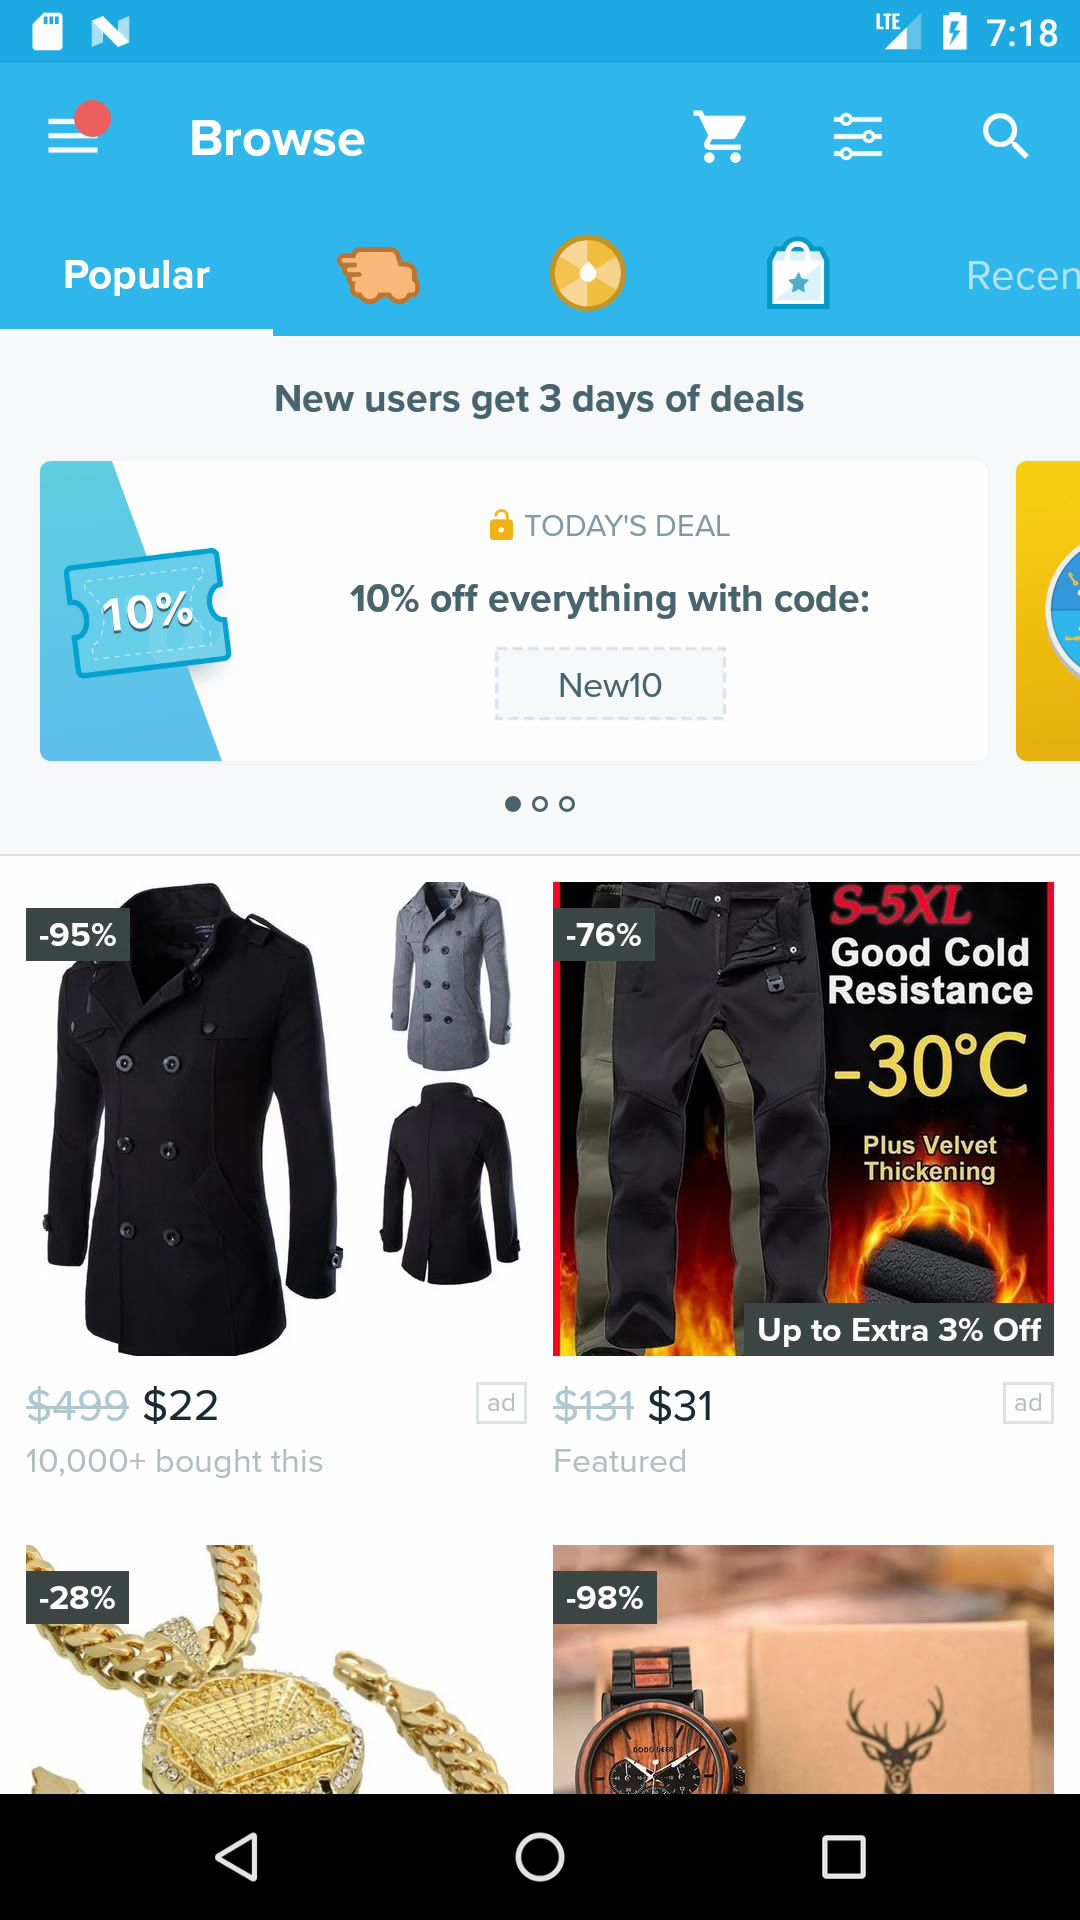 LTE 7:18
Browse
Popular
Recen
New users get 3 days of deals
TODAY'S DEAL
10%
10% off everything with code:
New10
-95%
-76%
S-5XL
Good Cold
Resistance
-30°C
Plus Velvet
Thickening
Up to Extra 3% Off
$499 $22
ad
$131 $31
ad
10,000+ bought this
Featured
-28%
-98%
BOBO DEER